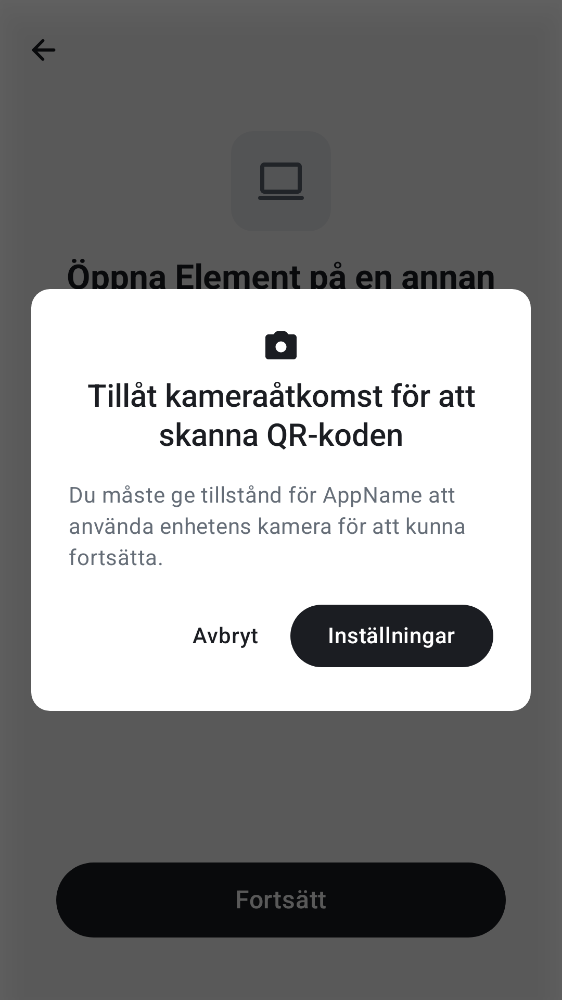 Öppna Element på en annan
Tillåt kameraåtkomst för att
skanna QR-koden
Du måste ge tillstånd för AppName att
använda enhetens kamera för att kunna
fortsätta.
Avbryt
Inställningar
Fortsätt